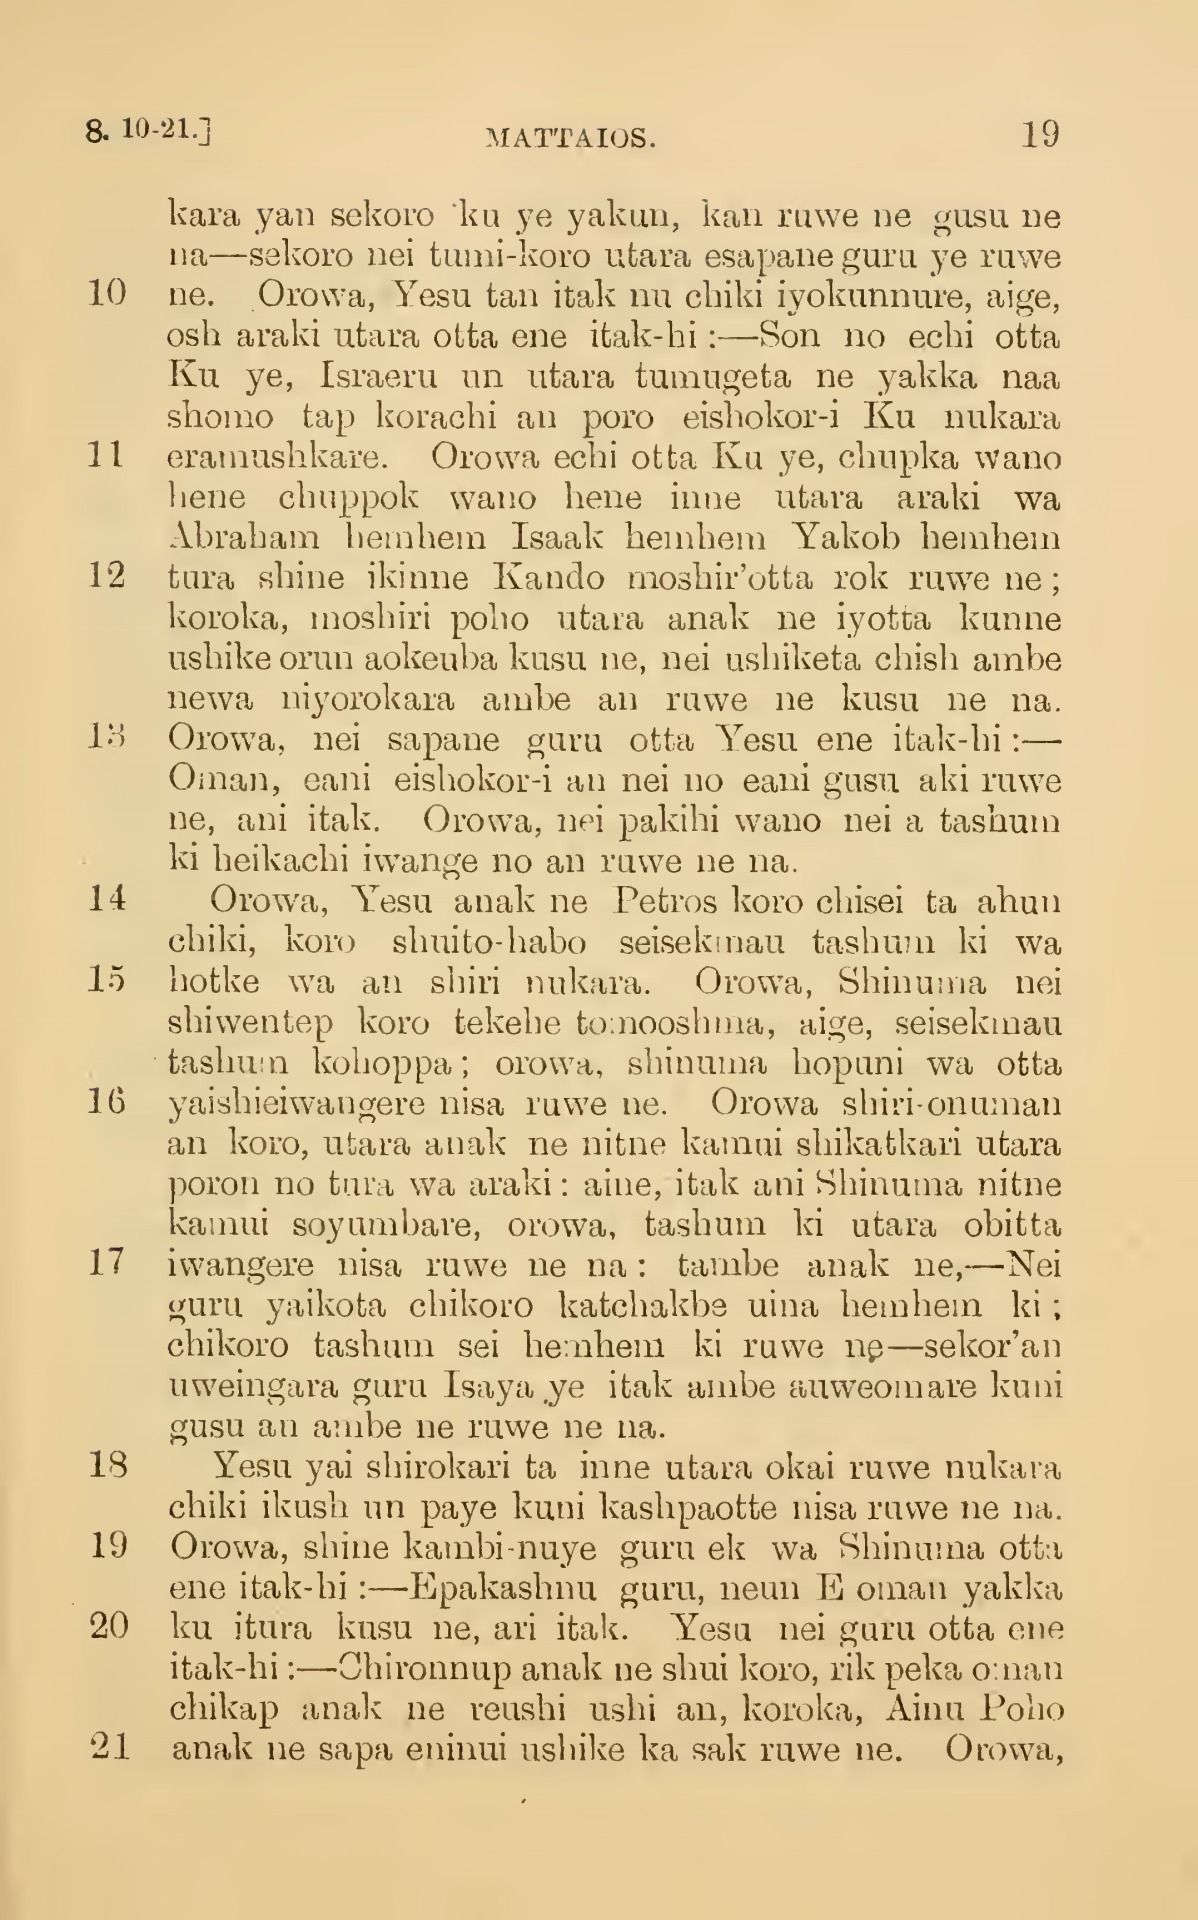 8. 10-21.] MATTAIOS. 19
kara yan sekoro ku ye yakun, kan ruwe ne gusu ne
na—sekoro nei tumi-koro utara esapane guru ye ruwe
10 ne. Orowa, Yesu tan itak nu chiki iyokunnure, aige,
osh araki utara otta ene itak-hi:—Son no echi otta
Ku ye, Israeru un utara tumugeta ne yakka naa
shomo tap korachi an poro eishokor-i Ku nukara
11 eramushkare. Orowa echi otta Ku ye, chupka wano
hene chuppok wano hene inne utara araki wa
Abraham hemhem Isaak hemhem Yakob hemhem
12 tura shine ikinne Kando moshir'otta rok ruwe ne;
koroka, moshiri poho utara anak ne iyotta kunne
ushike orun aokeuba kusu ne, nei ushiketa chish ambe
newa niyorokara ambe an ruwe ne kusu ne na.
13 Orowa, nei sapane guru otta Yesu ene itak-hi:—
Oman, eani eishokor-i an nei no eani gusu aki ruwe
ne, ani itak. Orowa, nei pakihi wano nei a tashum
ki heikachi iwange no an ruwe ne na.
14 Orowa, Yesu anak ne Petros koro chisei ta ahun
chiki, koro shuito-habo seisekmau tashum ki wa
15 hotke wa an shiri nukara. Orowa, Shinuma nei
shiwentep koro tekehe tomooshma, aige, seisekmau
tashum kohoppa; orowa, shinuma hopuni wa otta
16 yaishieiwangere nisa ruwe ne. Orowa shiri-onuman
an koro, utara anak ne nitne kamui shikatkari utara
poron no tura wa araki: aine, itak ani Shinuma nitne
kamui soyumbare, orowa, tashum ki utara obitta
17 iwangere nisa ruwe ne na: tambe anak ne,—Nei
guru yaikota chikoro katchakbe uina hemhem ki;
chikoro tashum sei hemhem ki ruwe ne—sekor'an
uweingara guru Isaya ye itak ambe auweomare kuni
gusu an ambe ne ruwe ne na.
18 Yesu yai shirokari ta inne utara okai ruwe nukara
chiki ikush un paye kuni kashpaotte nisa ruwe ne na.
19 Orowa, shine kambi-nuye guru ek wa Shinuma otta
ene itak-hi:—Epakashnu guru, neun E oman yakka
20 ku itura kusu ne, ari itak. Yesu nei guru otta ene
itak-hi:—Chironnup anak ne shui koro, rik peka oman
chikap anak ne reushi ushi an, koroka, Ainu Poho
21 anak ne sapa eninui ushike ka sak ruwe ne. Orowa,